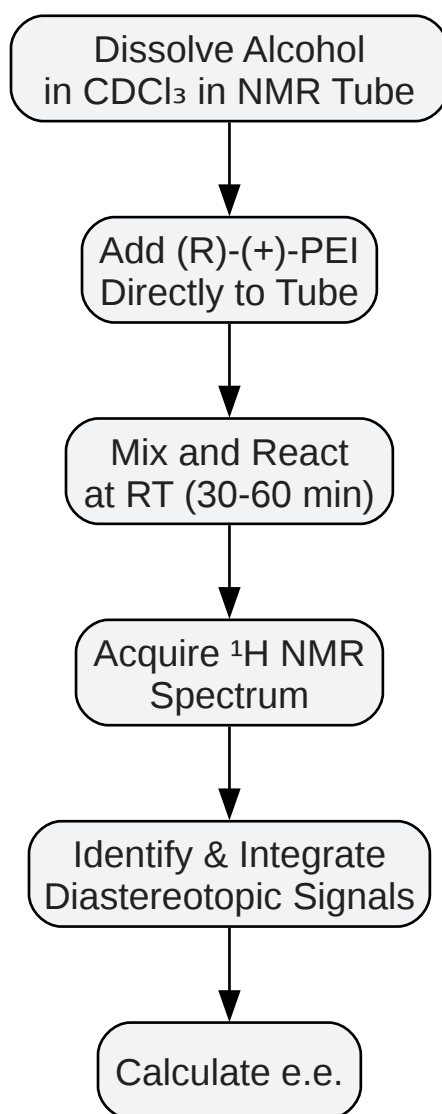 Dissolve Alcohol
in CDCl₃ in NMR Tube
Add (R)-(+)-PEI
Directly to Tube
Mix and React
at RT (30-60 min)
Acquire ¹H NMR
Spectrum
Identify & Integrate
Diastereotopic Signals
Calculate e.e.